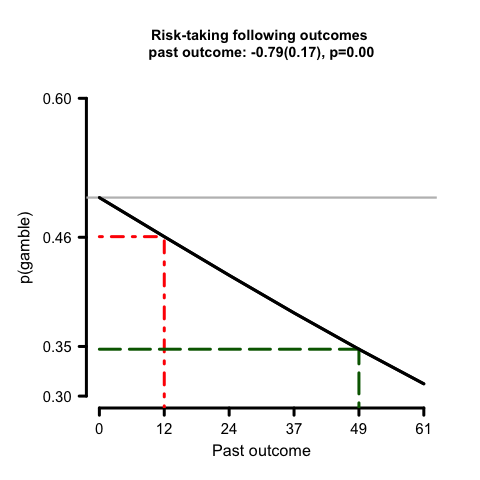 Risk-taking following outcomes
past outcome: -0.79(0.17), p=0.00
0.60
0.46
0.35
0.30
p(gamble)
0 12 24 37 49 61
Past outcome